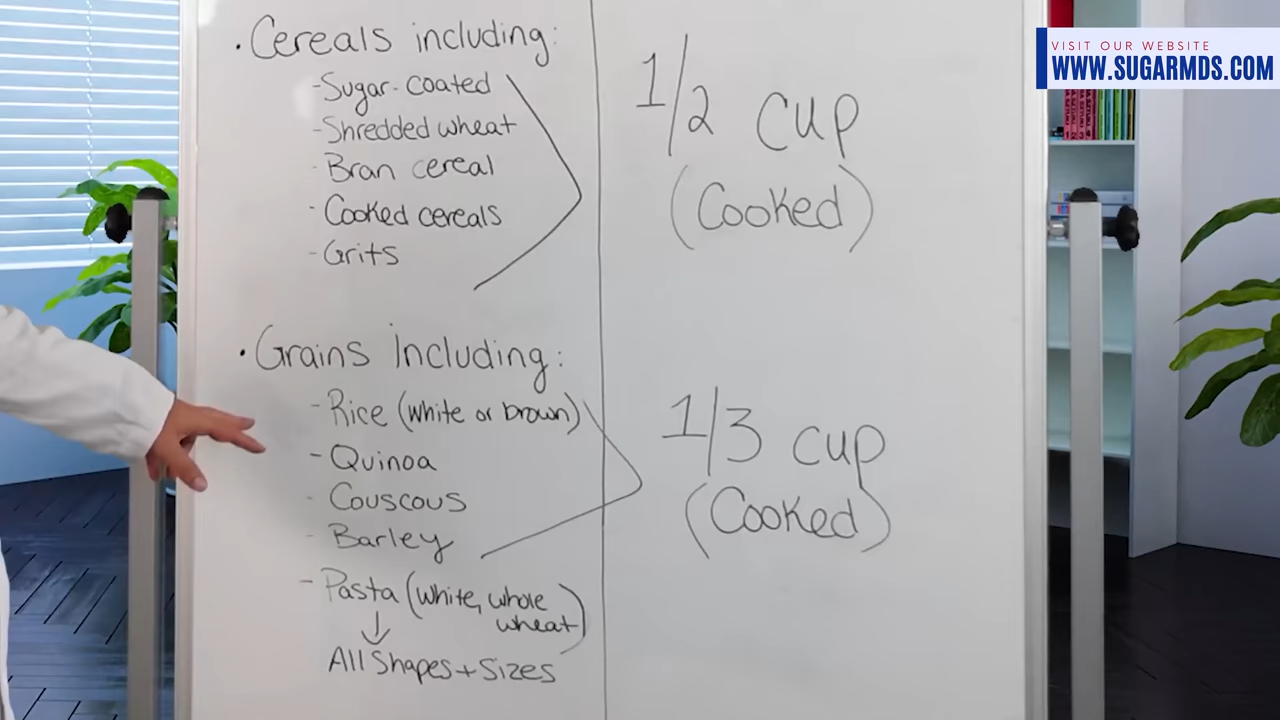 VISIT OUR WEBSITE
WWW.SUGARMDS.COM
• Cereals including:
- Sugar-coated
- Shredded wheat
- Bran cereal
- Cooked cereals
- Grits
1/2 cup
(Cooked)
• Grains Including:
- Rice (white or brown)
- Quinoa
- Couscous
- Barley
- Pasta (White, whole
wheat)
All Shapes + Sizes
1/3 cup
(Cooked)